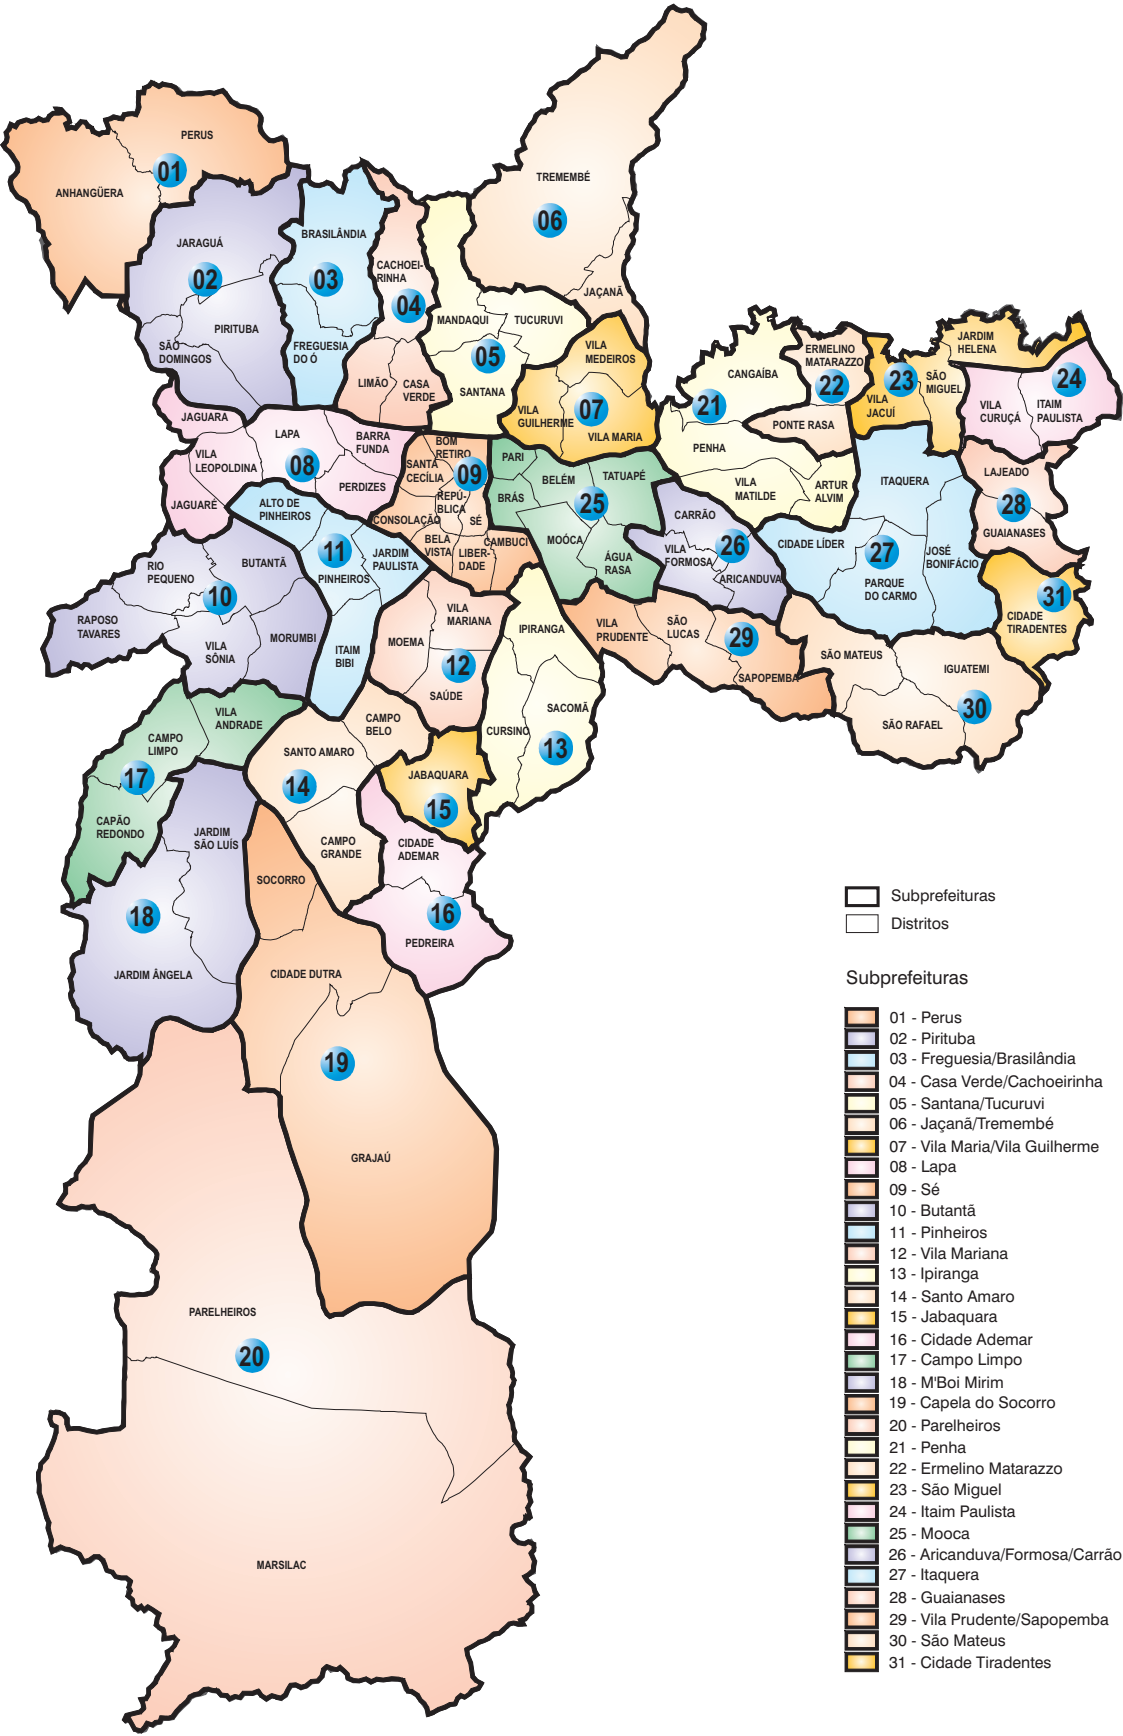 PERUS
01
ANHANGÜERA
TREMEMBÉ
06
JARAGUÁ
02
BRASILÂNDIA
03
CACHOEI-
RINHA
04
JAÇANÃ
PIRITUBA
SÃO
DOMINGOS
FREGUESIA
DO Ó
MANDAQUI
TUCURUVI
05
SANTANA
LIMÃO
CASA
VERDE
VILA
MEDEIROS
07
VILA
GUILHERME
VILA MARIA
CANGAÍBA
21
PENHA
VILA
MATILDE
ARTUR
ALVIM
ERMELINO
MATARAZZO
22
PONTE RASA
23
VILA
JACUÍ
SÃO
MIGUEL
JARDIM
HELENA
24
VILA
CURUÇÁ
ITAIM
PAULISTA
JAGUARA
LAPA
BARRA
FUNDA
VILA
LEOPOLDINA
08
PERDIZES
JAGUARÉ
BOM
RETIRO
SANTA
CECÍLIA
09
REPÚ-
BLICA
SÉ
CONSOLAÇÃO
BELA
VISTA
LIBER-
DADE
CAMBUCI
PARI
BRÁS
BELÉM
TATUAPÉ
25
MOÓCA
ÁGUA
RASA
CARRÃO
VILA
FORMOSA
26
ARICANDUVA
ITAQUERA
CIDADE LÍDER
27
JOSÉ
BONIFÁCIO
PARQUE
DO CARMO
LAJEADO
28
GUAIANASES
31
CIDADE
TIRADENTES
ALTO DE
PINHEIROS
11
PINHEIROS
JARDIM
PAULISTA
ITAIM
BIBI
RIO
PEQUENO
BUTANTÃ
10
RAPOSO
TAVARES
VILA
SÔNIA
MORUMBI
VILA
MARIANA
MOEMA
12
SAÚDE
IPIRANGA
CURSINO
SACOMÃ
13
VILA
PRUDENTE
SÃO
LUCAS
29
SAPOPEMBA
SÃO MATEUS
IGUATEMI
30
SÃO RAFAEL
VILA
ANDRADE
CAMPO
LIMPO
17
CAPÃO
REDONDO
CAMPO
BELO
SANTO AMARO
14
CAMPO
GRANDE
JABAQUARA
15
CIDADE
ADEMAR
16
PEDREIRA
JARDIM
SÃO LUÍS
18
JARDIM ÂNGELA
SOCORRO
CIDADE DUTRA
19
GRAJAÚ
PARELHEIROS
20
MARSILAC
Subprefeituras
Distritos
Subprefeituras
01 - Perus
02 - Pirituba
03 - Freguesia/Brasilândia
04 - Casa Verde/Cachoeirinha
05 - Santana/Tucuruvi
06 - Jaçanã/Tremembé
07 - Vila Maria/Vila Guilherme
08 - Lapa
09 - Sé
10 - Butantã
11 - Pinheiros
12 - Vila Mariana
13 - Ipiranga
14 - Santo Amaro
15 - Jabaquara
16 - Cidade Ademar
17 - Campo Limpo
18 - M'Boi Mirim
19 - Capela do Socorro
20 - Parelheiros
21 - Penha
22 - Ermelino Matarazzo
23 - São Miguel
24 - Itaim Paulista
25 - Mooca
26 - Aricanduva/Formosa/Carrão
27 - Itaquera
28 - Guaianases
29 - Vila Prudente/Sapopemba
30 - São Mateus
31 - Cidade Tiradentes